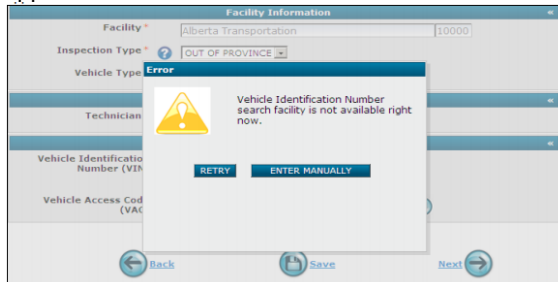 Facility Information
Facility * Alberta Transportation 10000
Inspection Type * OUT OF PROVINCE
Vehicle Type
Error
Vehicle Identification Number
search facility is not available right
now.
Technician
Vehicle Identificatio
Number (VIN
RETRY ENTER MANUALLY
Vehicle Access Cod
(VAC
Back Save Next